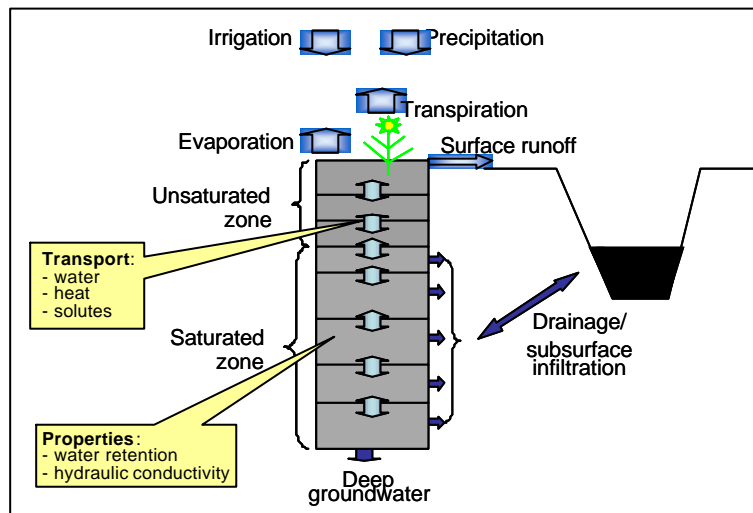 Irrigation
Precipitation
Transpiration
Evaporation
Surface runoff
Unsaturated
zone
Transport:
- water
- heat
- solutes
Saturated
zone
Drainage/
subsurface
infiltration
Properties:
- water retention
- hydraulic conductivity
Deep
groundwater